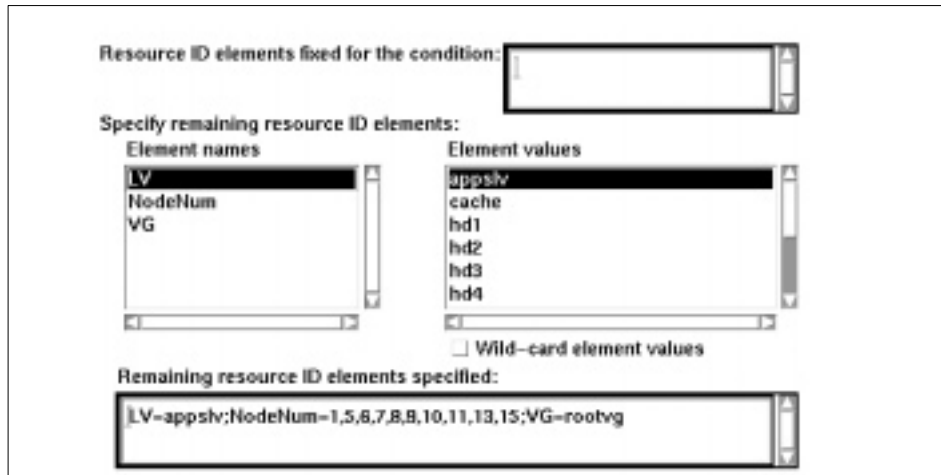 Resource ID elements fixed for the condition:
Specify remaining resource ID elements:
Element names
Element values
LV
NodeNum
VG
appslv
cache
hd1
hd2
hd3
hd4
Wild-card element values
Remaining resource ID elements specified:
LV=appslv;NodeNum=1,5,6,7,8,9,10,11,13,15;VG=rootvg